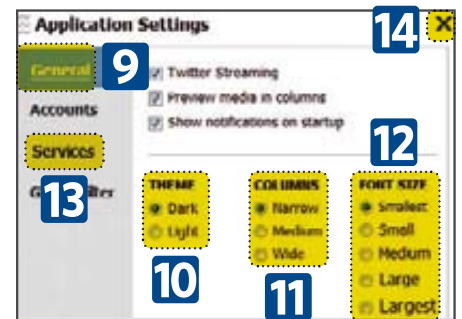 Application Settings
14
General
9
Twitter Streaming
Preview media in columns
Accounts
Show notifications on startup
12
Services
13
THEME
COLUMNS
FONT SIZE
Dark
Narrow
Smallest
Light
Medium
Small
Wide
Medium
10
11
Large
Largest